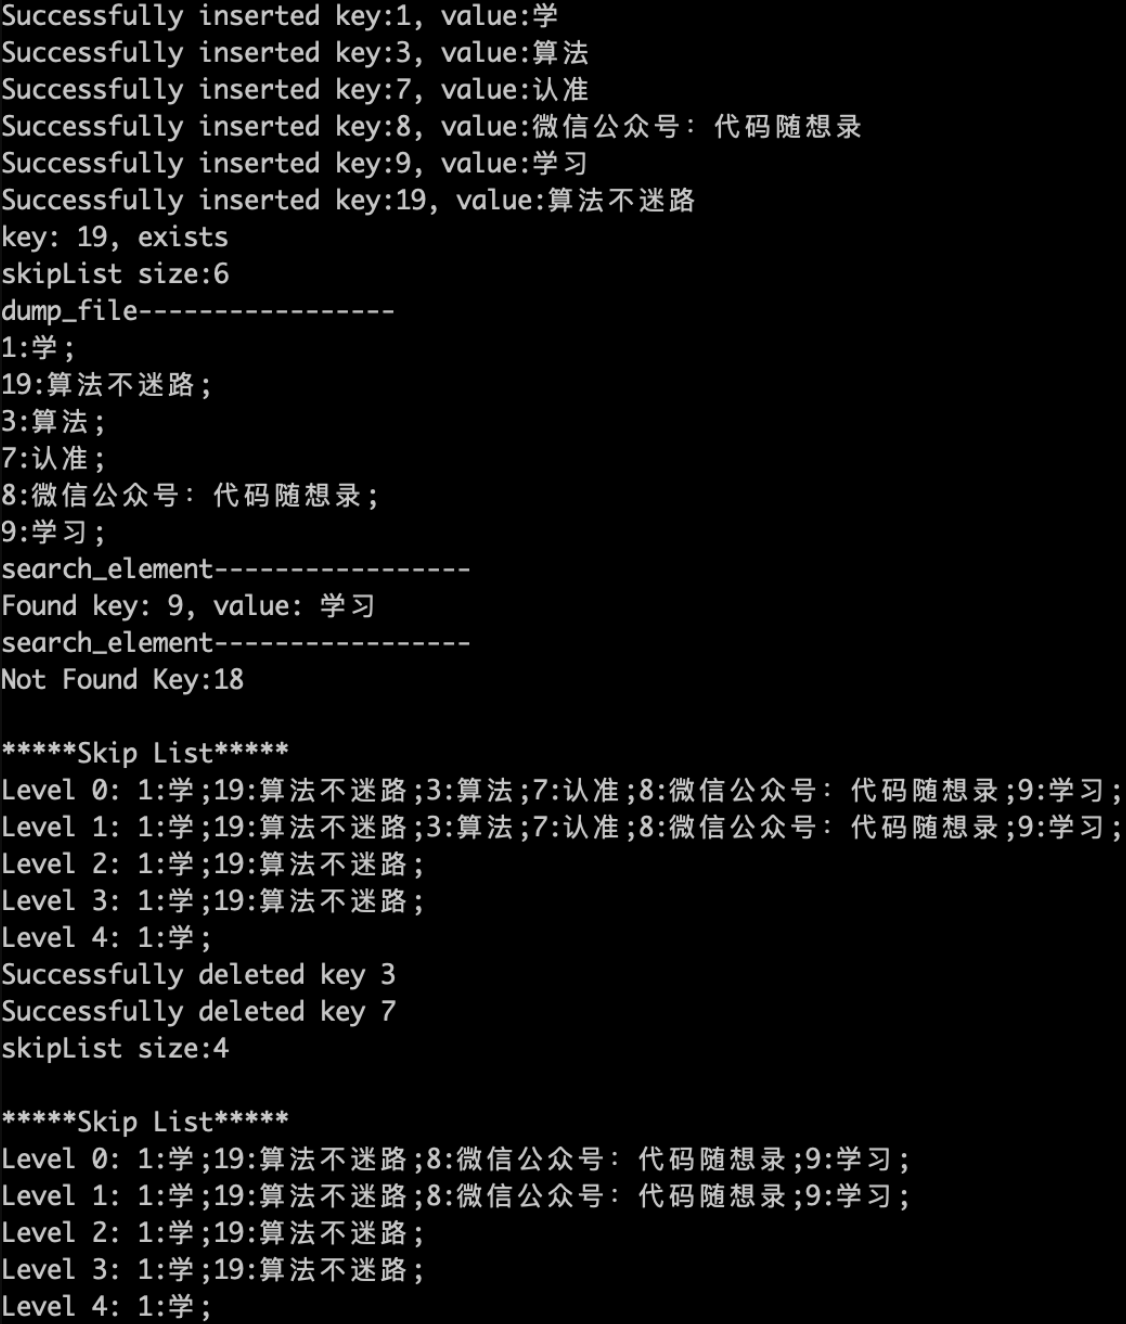 Successfully inserted key:1, value:学
Successfully inserted key:3, value:算法
Successfully inserted key:7, value:认准
Successfully inserted key:8, value:微信公众号：代码随想录
Successfully inserted key:9, value:学习
Successfully inserted key:19, value:算法不迷路
key: 19, exists
skipList size:6
dump_file-----------------
1:学;
19:算法不迷路;
3:算法;
7:认准;
8:微信公众号：代码随想录;
9:学习;
search_element-----------------
Found key: 9, value: 学习
search_element-----------------
Not Found Key:18

*****Skip List*****
Level 0: 1:学;19:算法不迷路;3:算法;7:认准;8:微信公众号：代码随想录;9:学习;
Level 1: 1:学;19:算法不迷路;3:算法;7:认准;8:微信公众号：代码随想录;9:学习;
Level 2: 1:学;19:算法不迷路;
Level 3: 1:学;19:算法不迷路;
Level 4: 1:学;
Successfully deleted key 3
Successfully deleted key 7
skipList size:4

*****Skip List*****
Level 0: 1:学;19:算法不迷路;8:微信公众号：代码随想录;9:学习;
Level 1: 1:学;19:算法不迷路;8:微信公众号：代码随想录;9:学习;
Level 2: 1:学;19:算法不迷路;
Level 3: 1:学;19:算法不迷路;
Level 4: 1:学;